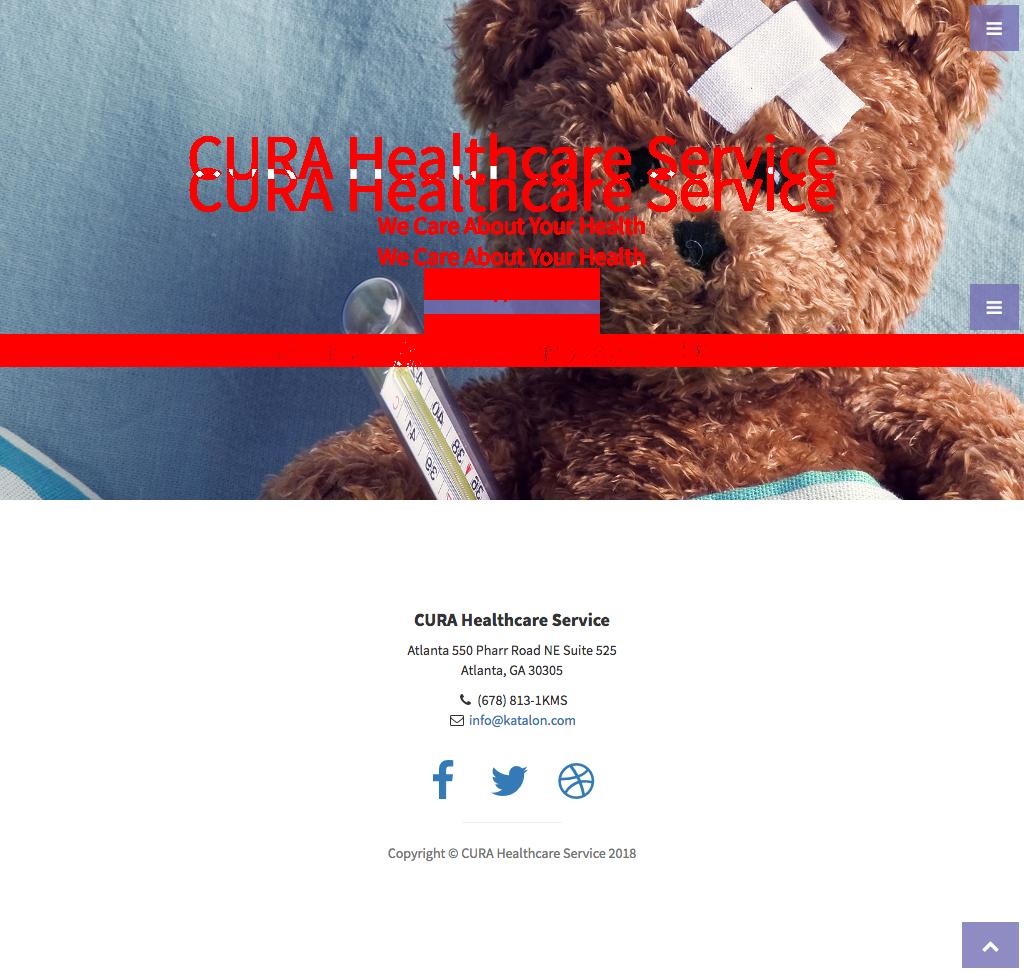 CURA Healthcare Service
CURA Healthcare Service
We Care About Your Health
We Care About Your Health
40
38
CURA Healthcare Service
Atlanta 550 Pharr Road NE Suite 525
Atlanta, GA 30305
(678) 813-1KMS
info@katalon.com
Copyright © CURA Healthcare Service 2018